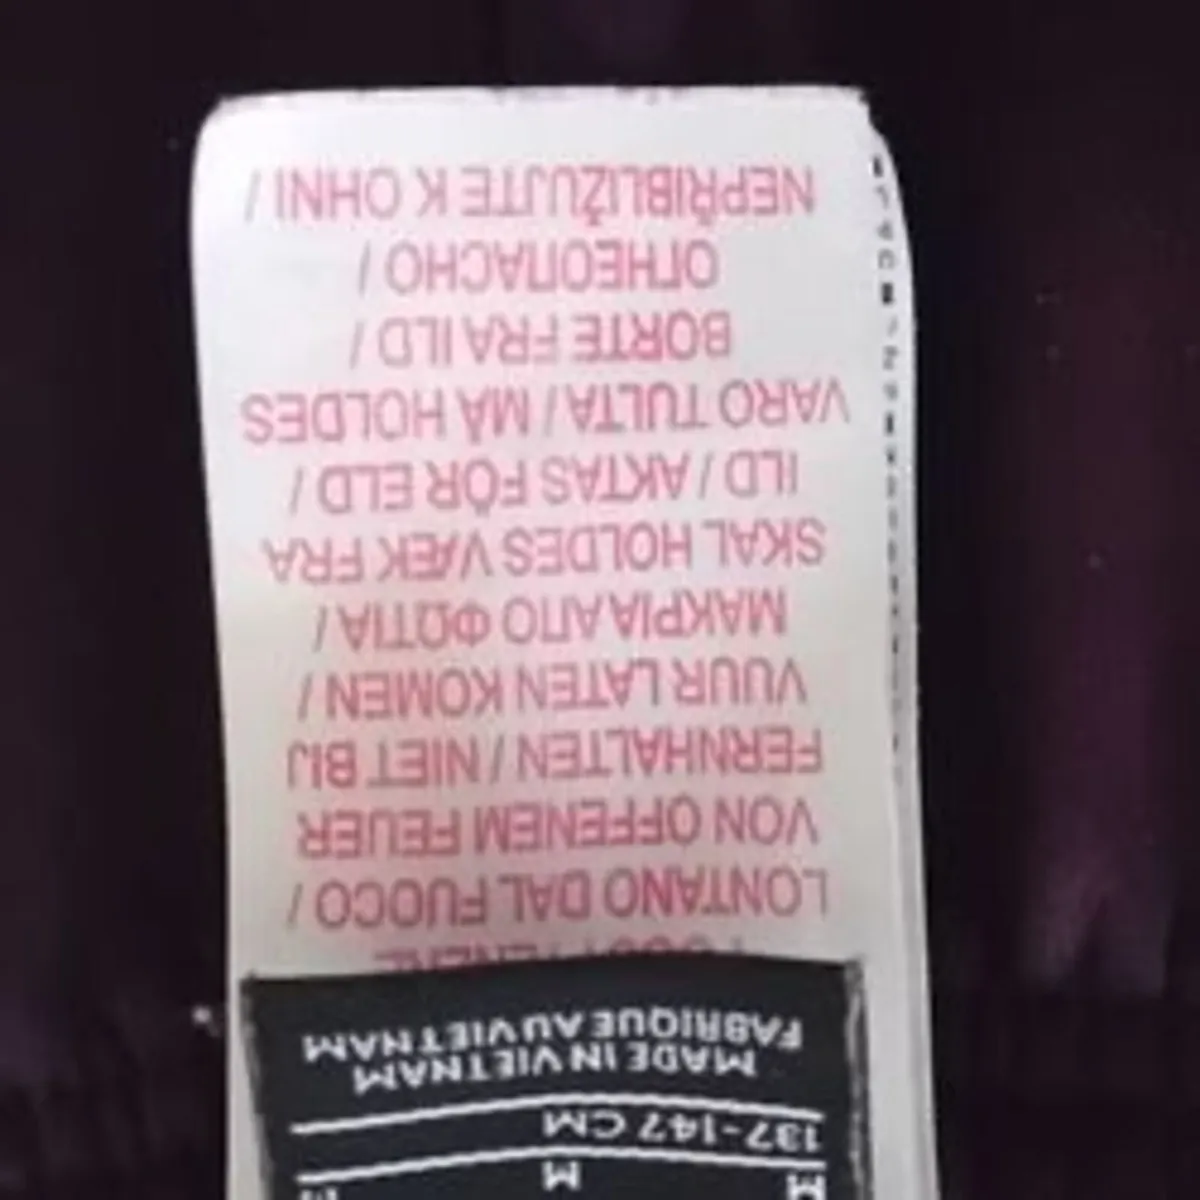 M M
137-147 CM
MADE IN VIETNAM
FABRIQUE AU VIETNAM
LONTANO DAL FUOCO /
VON OFFENEM FEUER
FERNHALTEN / NIET BIJ
VUUR LATEN KOMEN /
ΜΑΚΡΙΑ ΑΠΟ ΦΩΤΙΑ /
SKAL HOLDES VÆK FRA
ILD / AKTAS FÖR ELD /
VARO TULTA / MÅ HOLDES
BORTE FRA ILD /
ОГНЕОПАСНО /
NEPŘIBLIŽUJTE K OHNI /